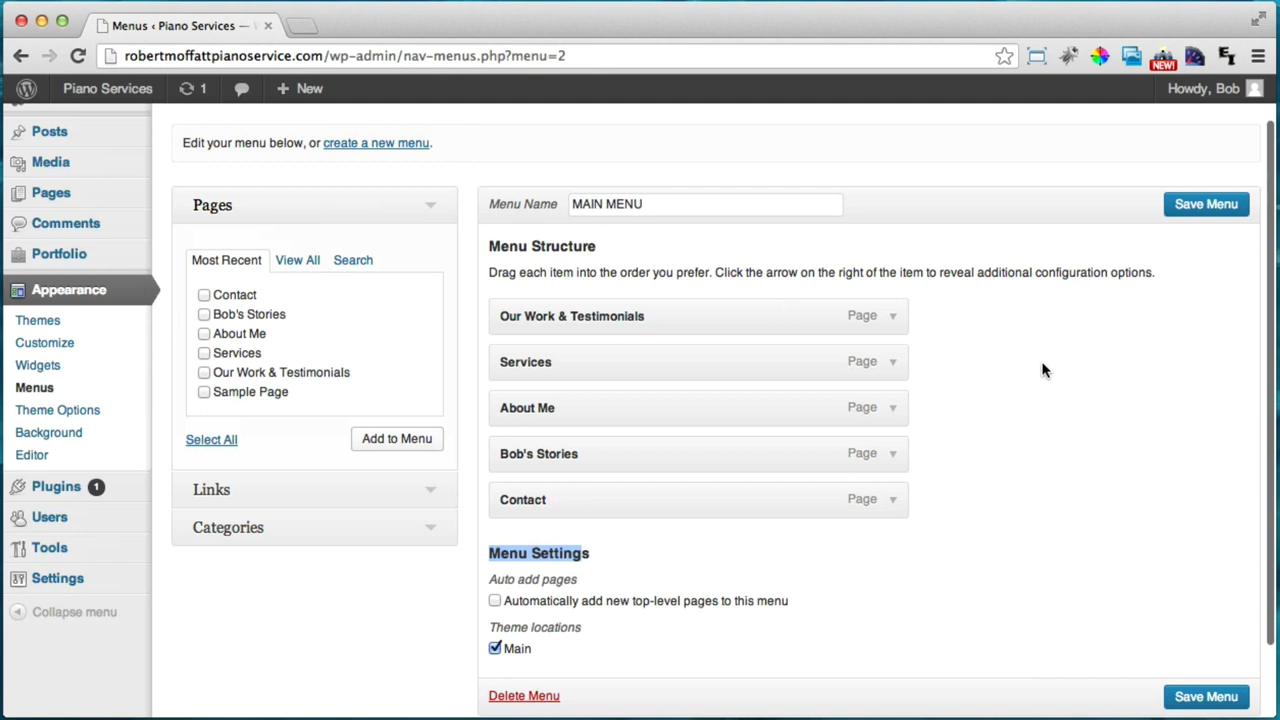 Menus ‹ Piano Services —
robertmoffattpianoservice.com/wp-admin/nav-menus.php?menu=2
NEW!
Piano Services
1
New
Howdy, Bob
Posts
Media
Pages
Comments
Portfolio
Appearance
Themes
Customize
Widgets
Menus
Theme Options
Background
Editor
Plugins 1
Users
Tools
Settings
Collapse menu
Edit your menu below, or create a new menu.
Pages
Most Recent View All Search
Contact
Bob's Stories
About Me
Services
Our Work & Testimonials
Sample Page
Select All Add to Menu
Links
Categories
Menu Name MAIN MENU Save Menu
Menu Structure
Drag each item into the order you prefer. Click the arrow on the right of the item to reveal additional configuration options.
Our Work & Testimonials Page
Services Page
About Me Page
Bob's Stories Page
Contact Page
Menu Settings
Auto add pages
Automatically add new top-level pages to this menu
Theme locations
Main
Delete Menu Save Menu